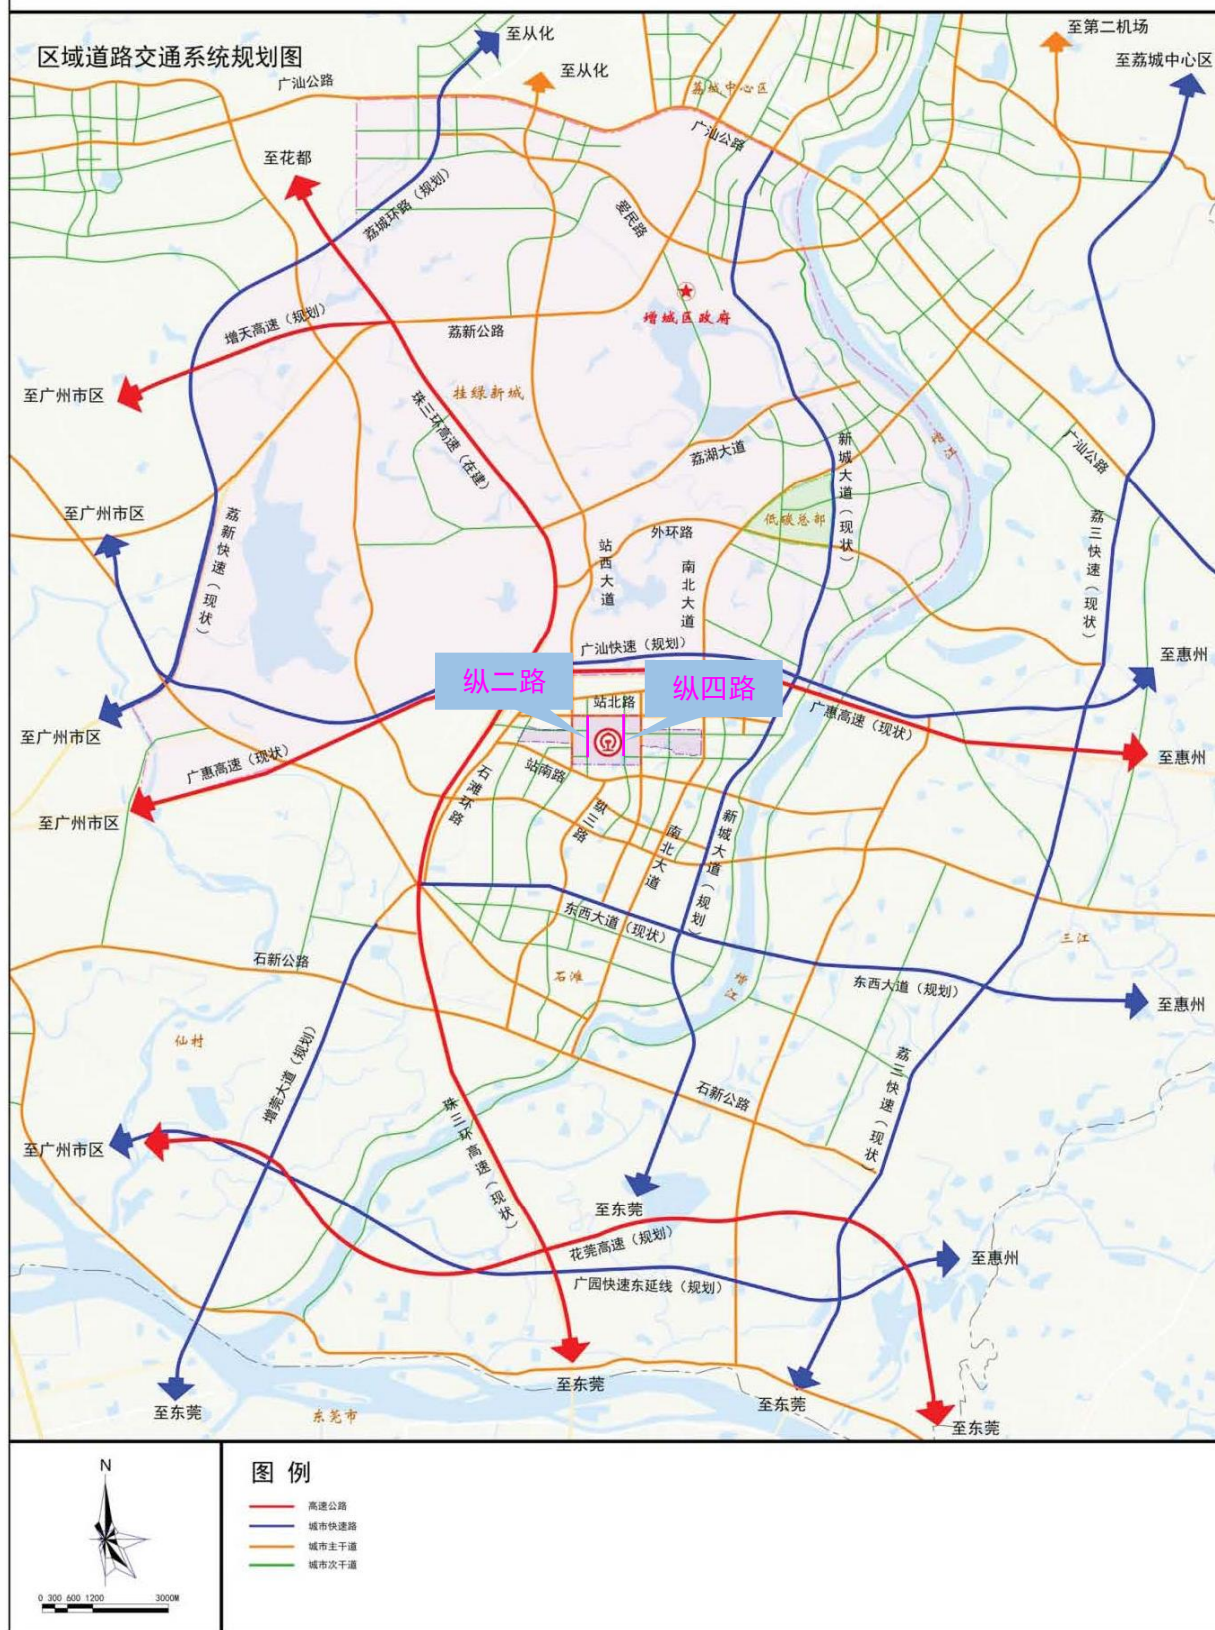 区域道路交通系统规划图
至从化
至从化
至第二机场
至荔城中心区
广汕公路
荔城中心区
广汕公路
至花都
荔城环路（规划）
爱民路
增城区政府
增天高速（规划）
荔新公路
至广州市区
挂绿新城
珠三环高速（在建）
荔湖大道
新城大道（现状）
增江
广汕公路
至广州市区
荔新快速（现状）
站西大道
外环路
低碳总部
南北大道
荔三快速（现状）
广汕快速（规划）
至惠州
纵二路
纵四路
站北路
广惠高速（现状）
至广州市区
广惠高速（现状）
至惠州
石滩环路
站南路
至广州市区
纵三路
南北大道
新城大道（规划）
东西大道（现状）
三江
石新公路
石滩
增江
东西大道（规划）
至惠州
仙村
增莞大道（规划）
荔三快速（现状）
石新公路
珠三环高速（现状）
至广州市区
至东莞
花莞高速（规划）
至惠州
广园快速东延线（规划）
至东莞
至东莞
至东莞
东莞市
至东莞
N
0 300 600 1200 3000M
图例
高速公路
城市快速路
城市主干道
城市次干道